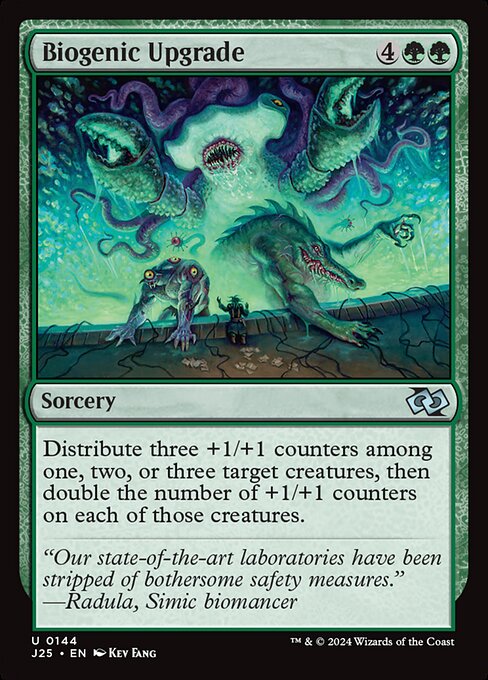 Biogenic Upgrade 4
Sorcery
Distribute three +1/+1 counters among
one, two, or three target creatures, then
double the number of +1/+1 counters
on each of those creatures.
“Our state-of-the-art laboratories have been
stripped of bothersome safety measures.”
—Radula, Simic biomancer
U 0144
J25 • EN Kev Fang
™ & © 2024 Wizards of the Coast